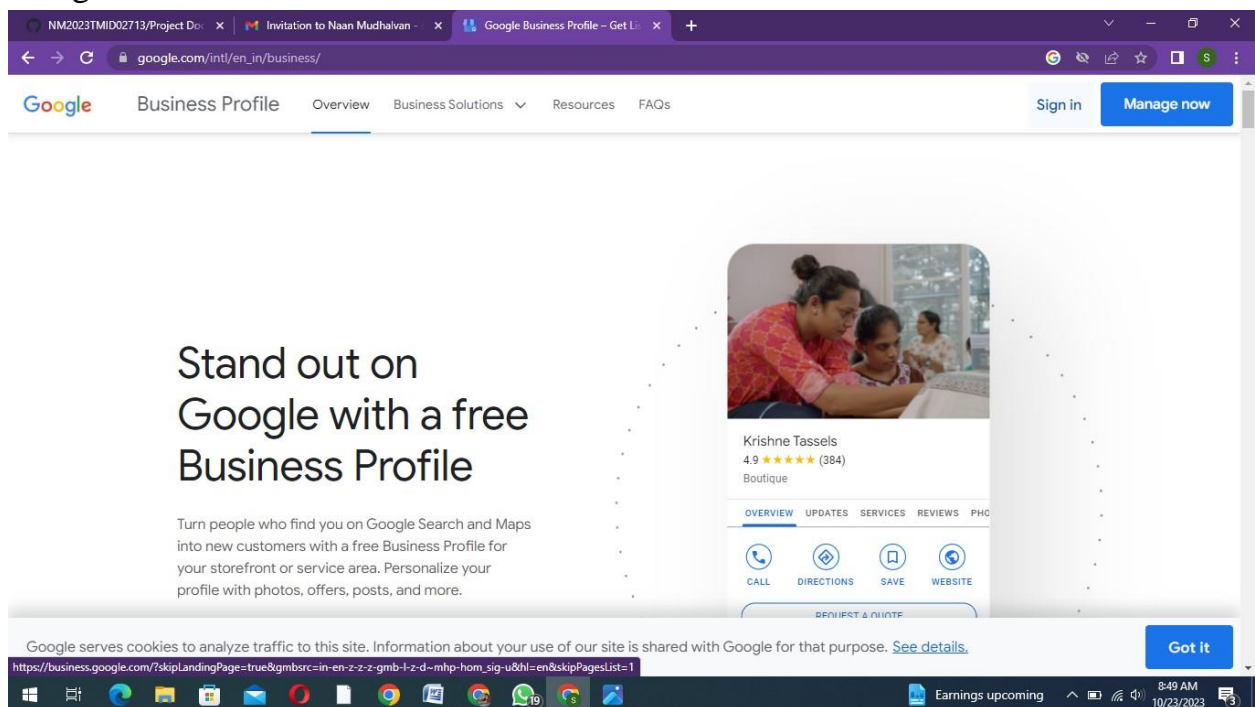 NM2023TMID02713/Project Do
Invitation to Naan Mudhalvan -
Google Business Profile – Get Li
google.com/intl/en_in/business/
S
Google Business Profile Overview Business Solutions Resources FAQs Sign in Manage now
Stand out on
Google with a free
Business Profile
Turn people who find you on Google Search and Maps
into new customers with a free Business Profile for
your storefront or service area. Personalize your
profile with photos, offers, posts, and more.
Krishne Tassels
4.9 ★★★★★ (384)
Boutique
OVERVIEW UPDATES SERVICES REVIEWS PHO
CALL DIRECTIONS SAVE WEBSITE
REQUEST A QUOTE
Google serves cookies to analyze traffic to this site. Information about your use of our site is shared with Google for that purpose. See details. Got it
https://business.google.com/?skipLandingPage=true&gmbsrc=in-en-z-z-z-gmb-l-z-d~mhp-hom_sig-u&hl=en&skipPagesList=1
19
Earnings upcoming
8:49 AM
10/23/2023
3